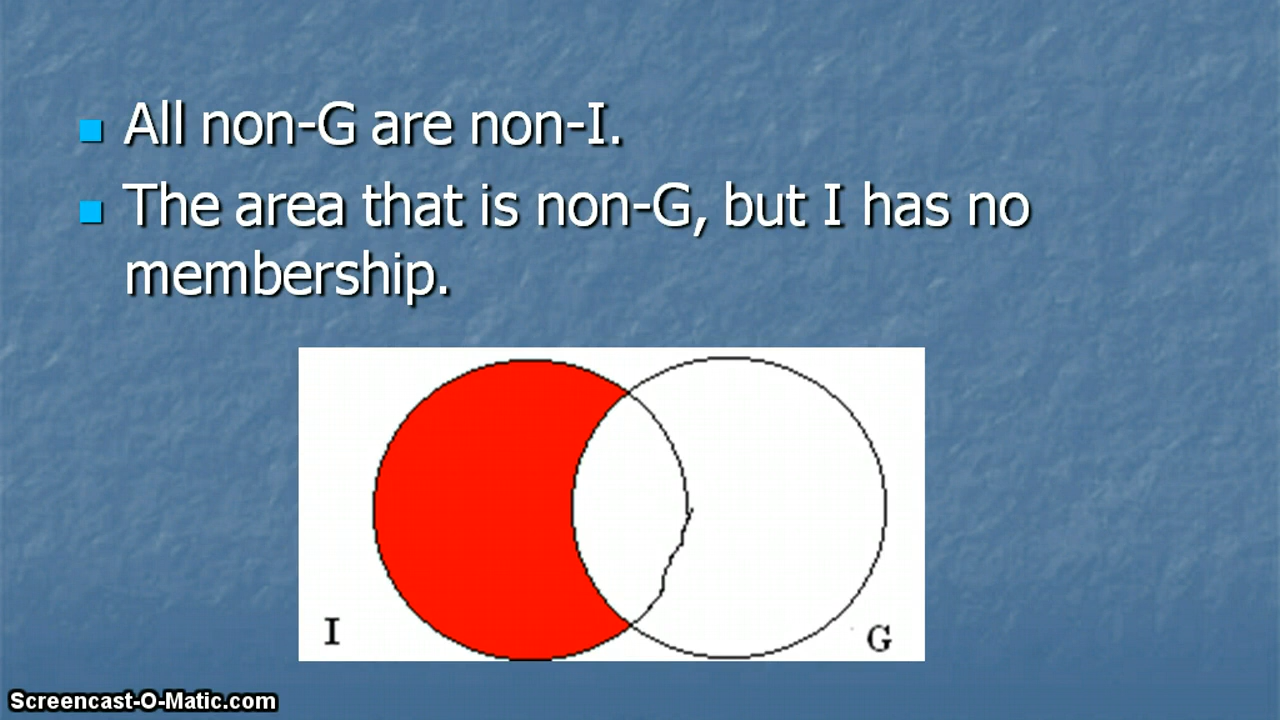 All non-G are non-I.
The area that is non-G, but I has no
membership.
I
G
Screencast-O-Matic.com